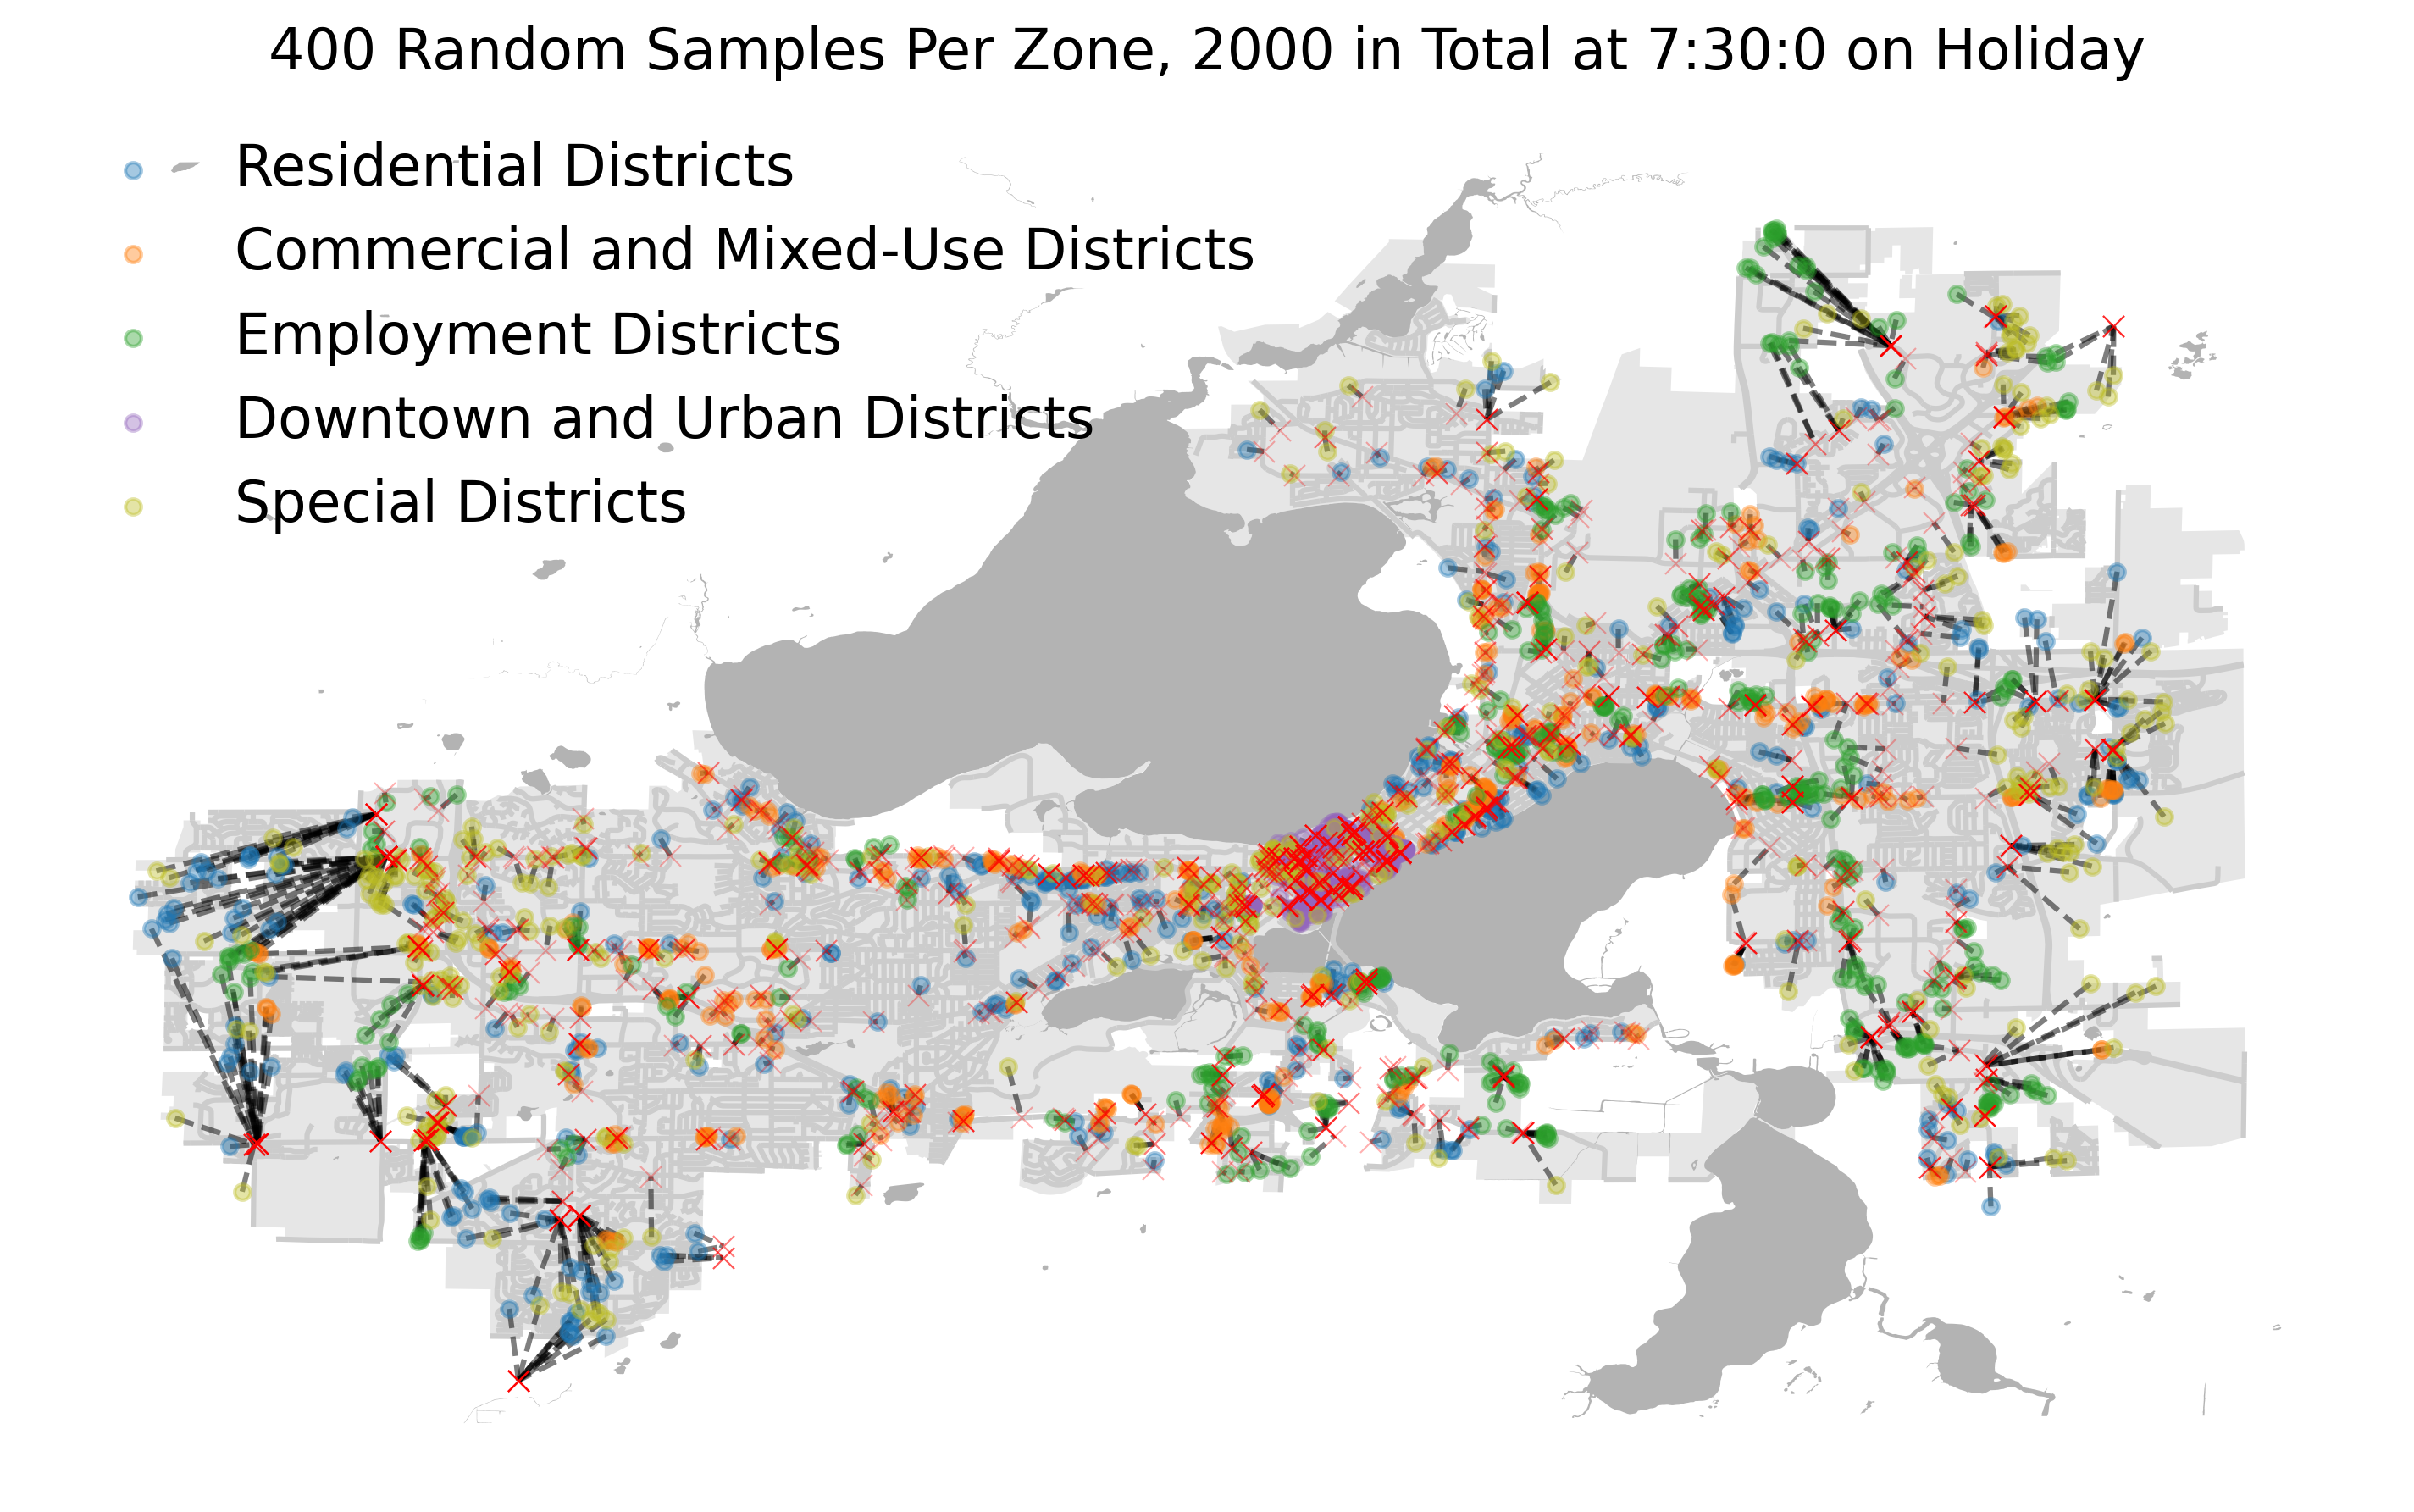 400 Random Samples Per Zone, 2000 in Total at 7:30:0 on Holiday
Residential Districts
Commercial and Mixed-Use Districts
Employment Districts
Downtown and Urban Districts
Special Districts